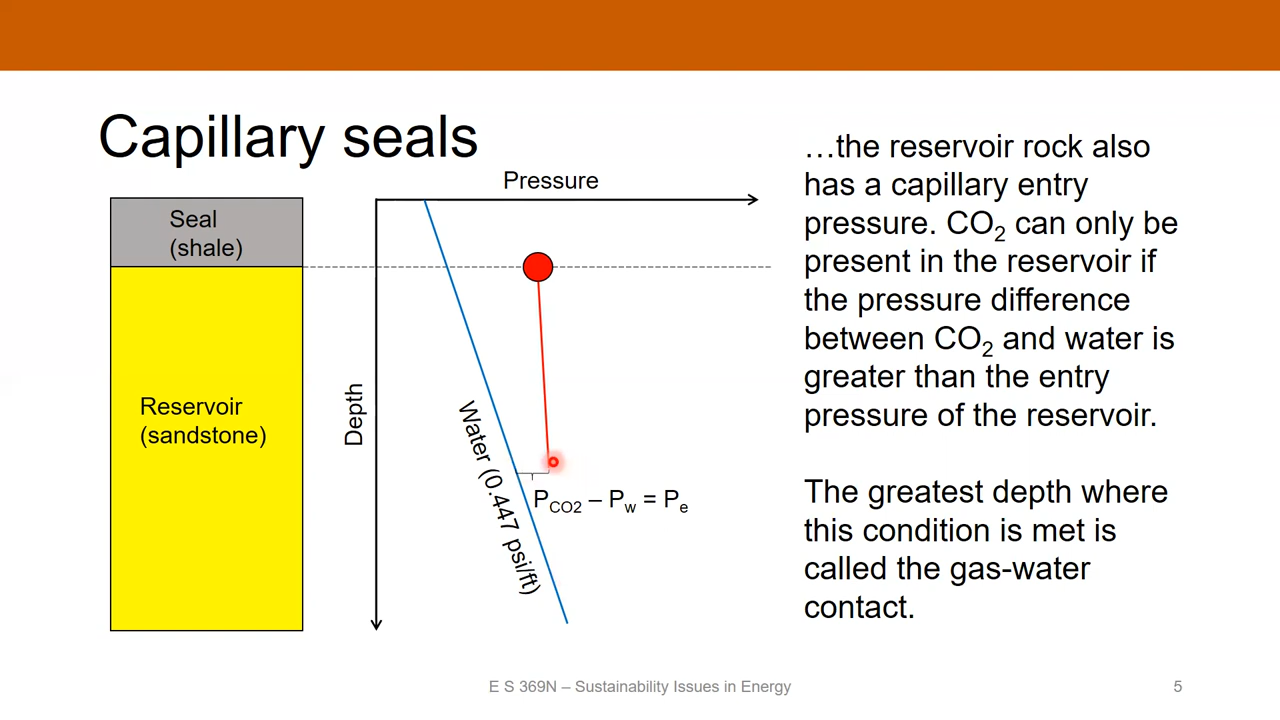 Capillary seals
Pressure
Seal
(shale)
Reservoir
(sandstone)
Depth
Water (0.447 psi/ft)
PCO2 – Pw = Pe
…the reservoir rock also
has a capillary entry
pressure. CO2 can only be
present in the reservoir if
the pressure difference
between CO2 and water is
greater than the entry
pressure of the reservoir.
The greatest depth where
this condition is met is
called the gas-water
contact.
E S 369N – Sustainability Issues in Energy
5